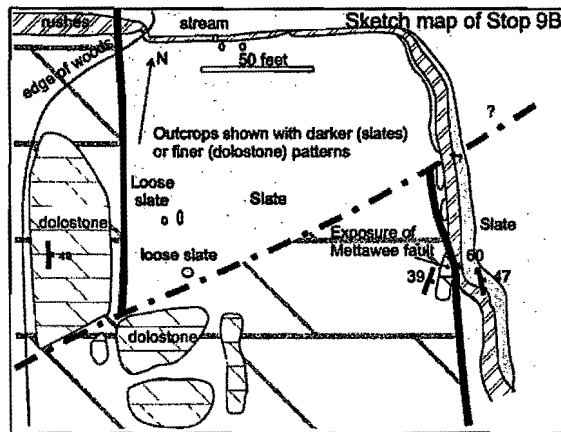 rushes
stream
Sketch map of Stop 9B
edge of woods
N
50 feet
Outcrops shown with darker (slates)
or finer (dolostone) patterns
?
Loose
slate
Slate
dolostone
Slate
Exposure of
Mettawee fault
loose slate
49
39
60
47
dolostone